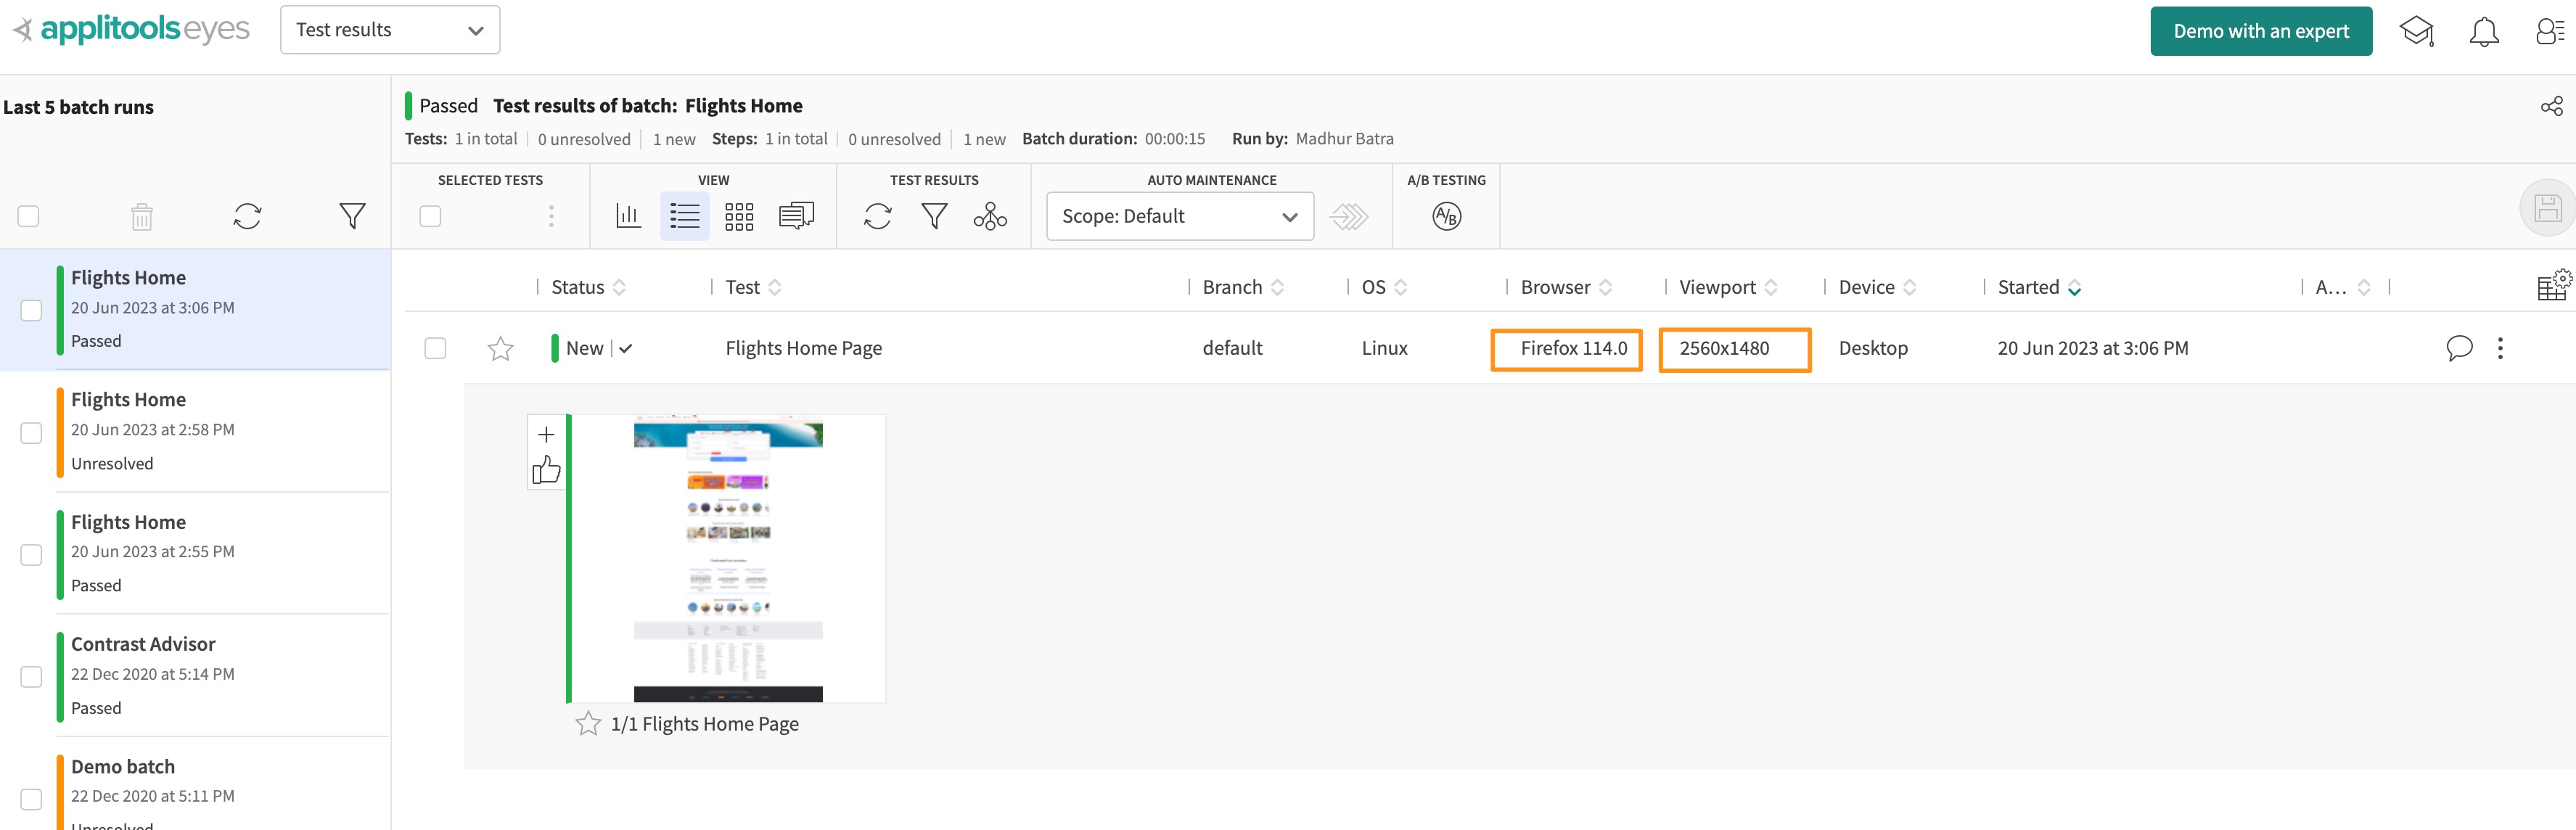 applitools eyes
Test results
Demo with an expert
Last 5 batch runs
Passed Test results of batch: Flights Home
Tests: 1 in total 0 unresolved 1 new Steps: 1 in total 0 unresolved 1 new Batch duration: 00:00:15 Run by: Madhur Batra
SELECTED TESTS VIEW TEST RESULTS AUTO MAINTENANCE A/B TESTING
Scope: Default A/B
Flights Home
20 Jun 2023 at 3:06 PM
Passed
Flights Home
20 Jun 2023 at 2:58 PM
Unresolved
Flights Home
20 Jun 2023 at 2:55 PM
Passed
Contrast Advisor
22 Dec 2020 at 5:14 PM
Passed
Demo batch
22 Dec 2020 at 5:11 PM
Unresolved
Status Test Branch OS Browser Viewport Device Started A...
New Flights Home Page default Linux Firefox 114.0 2560x1480 Desktop 20 Jun 2023 at 3:06 PM
1/1 Flights Home Page